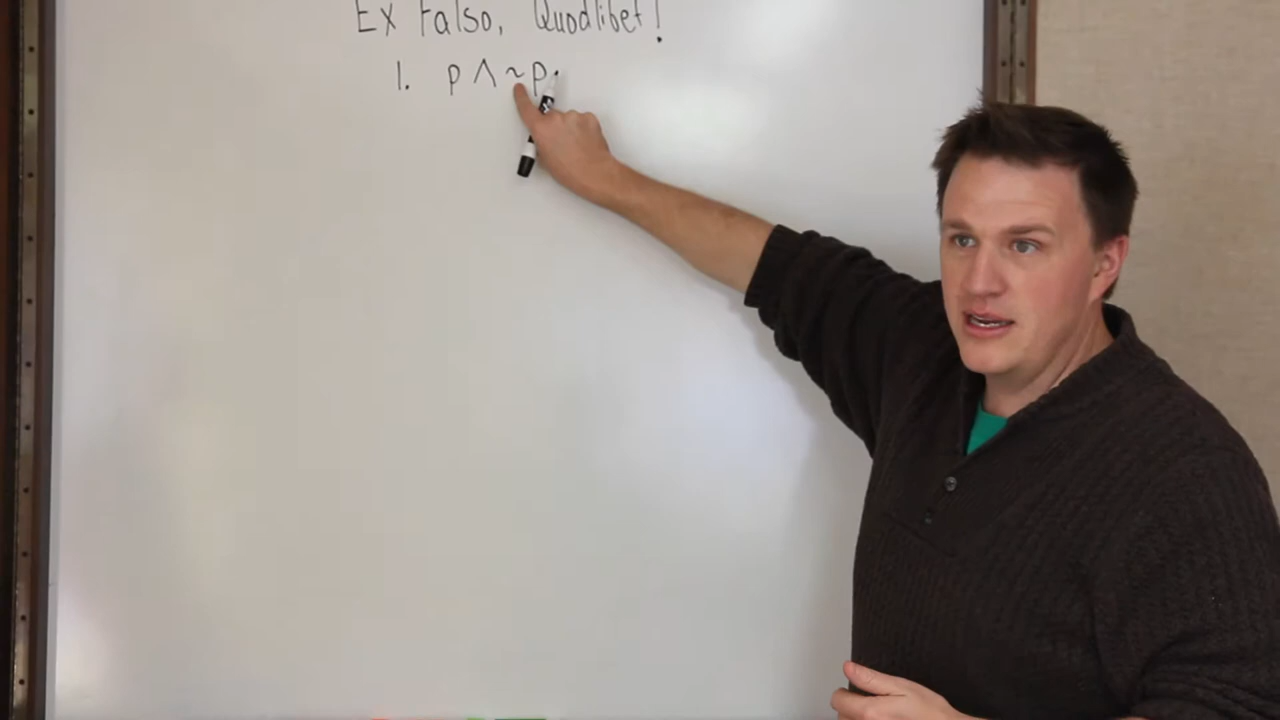 Ex Falso, Quodlibet!
1. p ∧ ~p